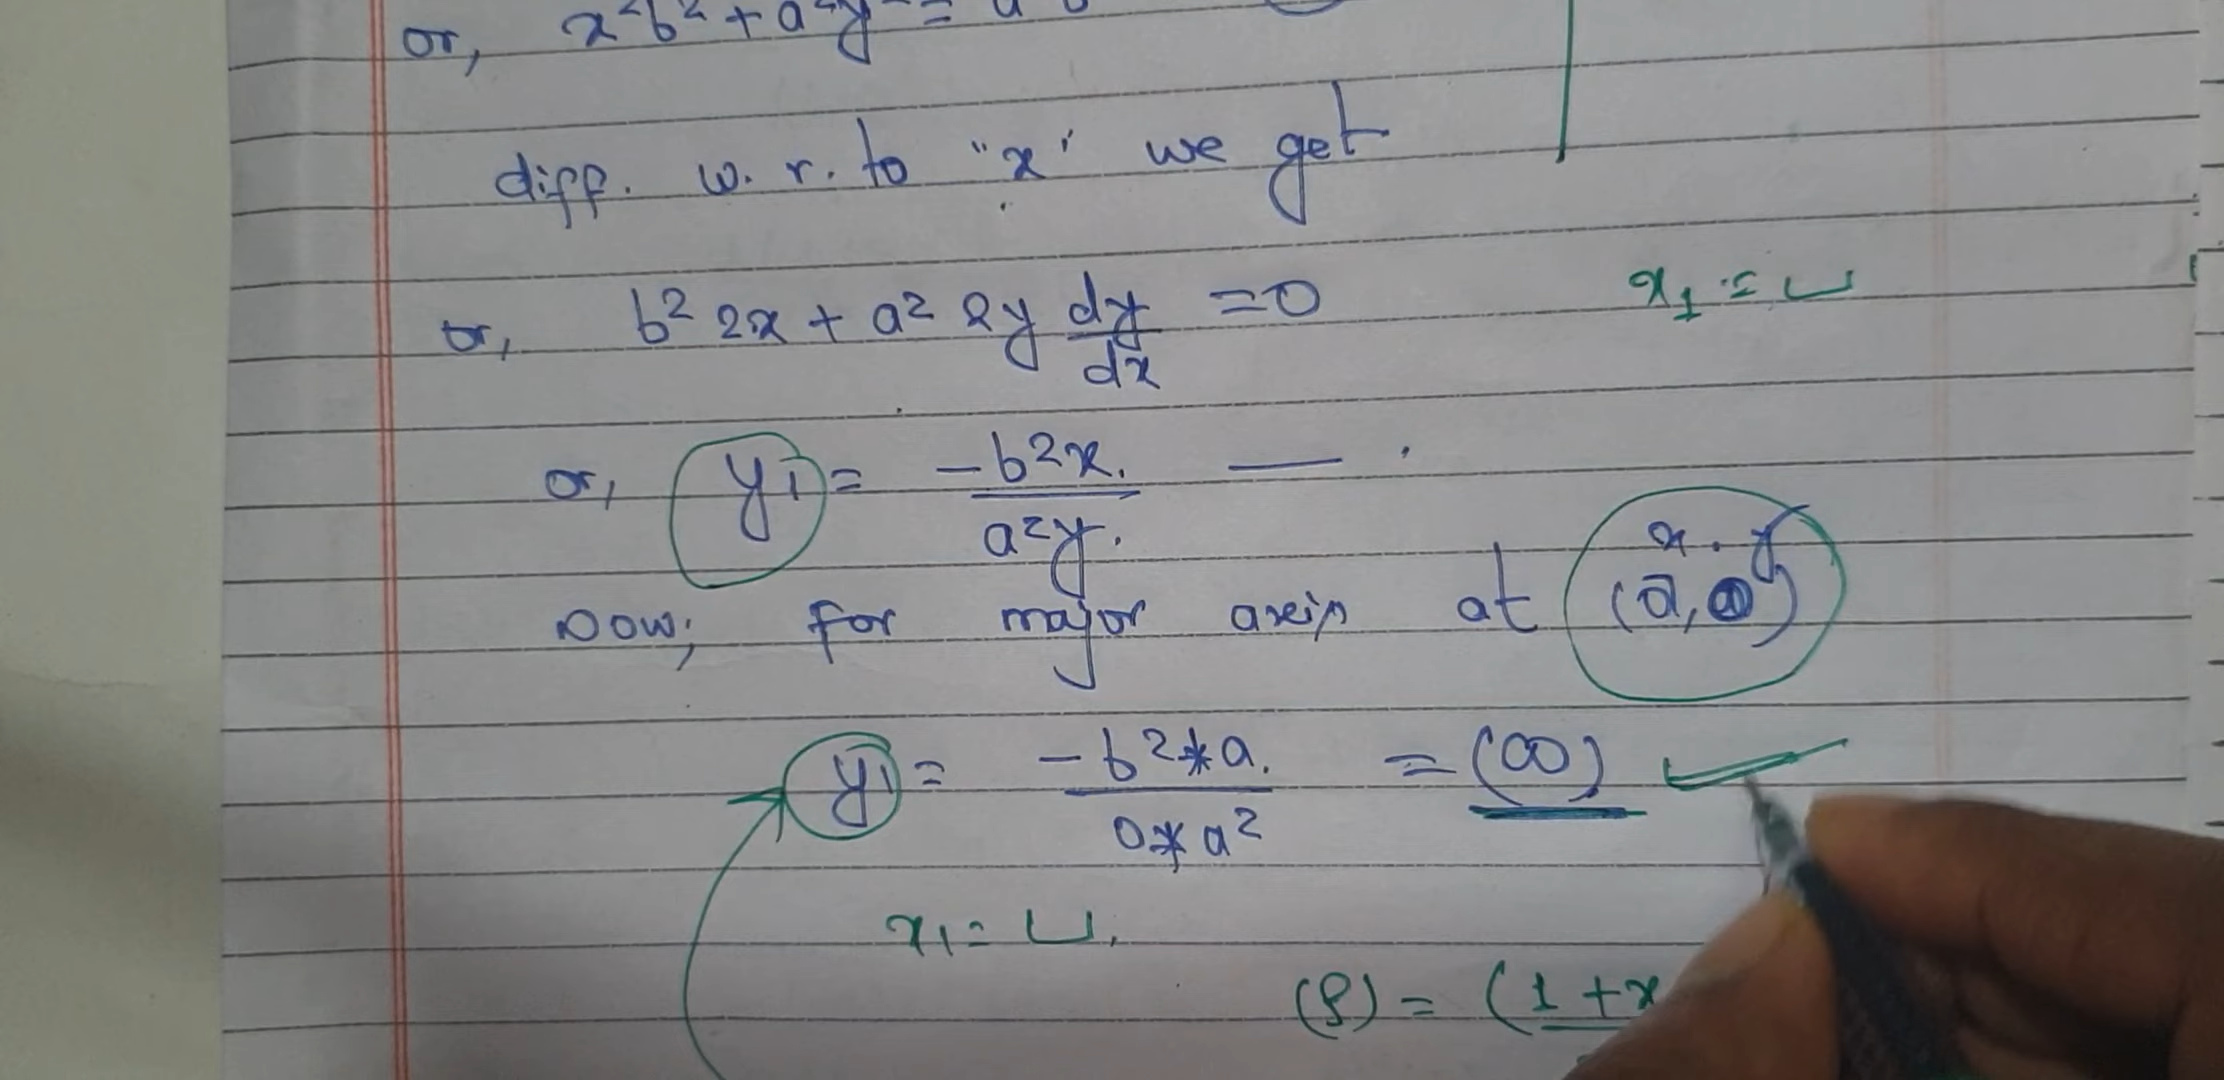 or, x²b² + a²y² = a
diff. w. r. to "x" we get
or, b² 2x + a² 2y dy/dx = 0
x₁ =
or, y₁ = -b²x. / a²y. —
x, y
Now; for major axis at (a, 0)
y₁ = -b²*a. / 0*a² = (∞)
x₁ =
(ρ) = (1 + x